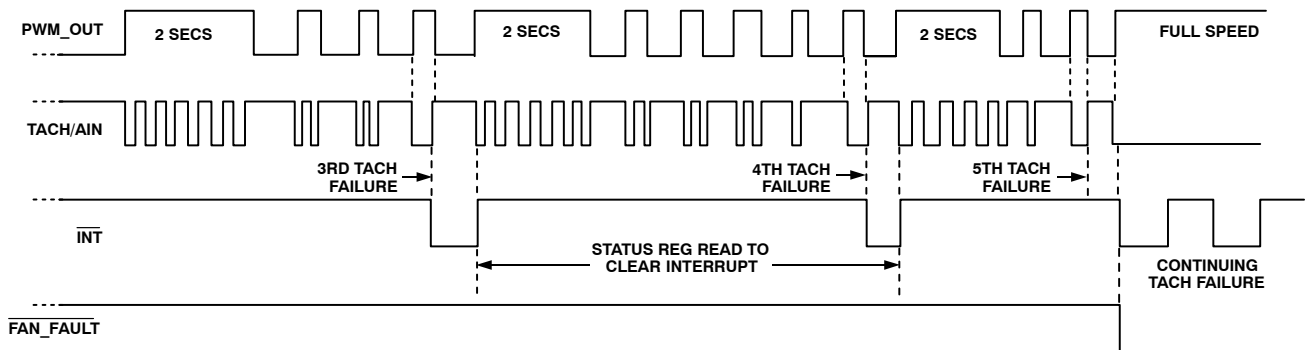 PWM_OUT
2 SECS
2 SECS
2 SECS
FULL SPEED
TACH/AIN
3RD TACH
FAILURE
4TH TACH
FAILURE
5TH TACH
FAILURE
INT
STATUS REG READ TO
CLEAR INTERRUPT
CONTINUING
TACH FAILURE
FAN_FAULT